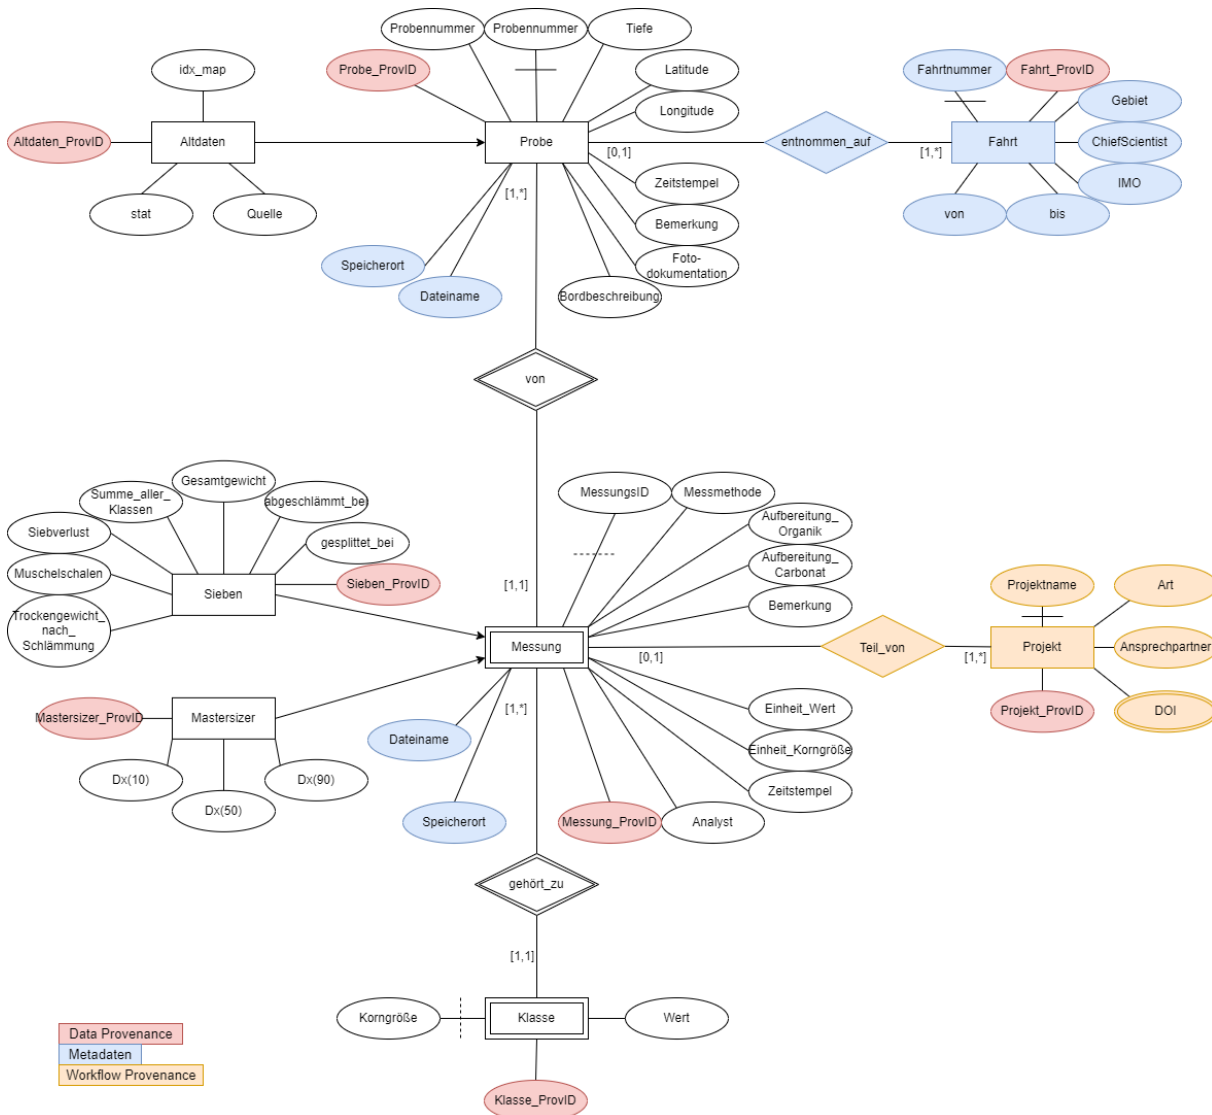 Probennummer
Probennummer
Tiefe
idx_map
Probe_ProvID
Latitude
Fahrtnummer
Fahrt_ProvID
Longitude
Gebiet
Altdaten_ProvID
Altdaten
Probe
entnommen_auf
Fahrt
ChiefScientist
[0,1]
[1,*]
stat
Quelle
[1,*]
Zeitstempel
IMO
Bemerkung
von
bis
Speicherort
Foto-
dokumentation
Dateiname
Bordbeschreibung
von
Gesamtgewicht
Summe_aller_
Klassen
abgeschlämmt_bei
MessungsID
Messmethode
Siebverlust
gesplittet_bei
Aufbereitung_
Organik
Muschelschalen
Sieben
Sieben_ProvID
[1,1]
Aufbereitung_
Carbonat
Projektname
Art
Trockengewicht_
nach_
Schlämmung
Bemerkung
Messung
[0,1]
Teil_von
[1,*]
Projekt
Ansprechpartner
Mastersizer_ProvID
Mastersizer
[1,*]
Einheit_Wert
Projekt_ProvID
DOI
Dateiname
Einheit_Korngröße
Dx(10)
Dx(50)
Dx(90)
Zeitstempel
Speicherort
Messung_ProvID
Analyst
gehört_zu
[1,1]
Korngröße
Klasse
Wert
Data Provenance
Metadaten
Workflow Provenance
Klasse_ProvID